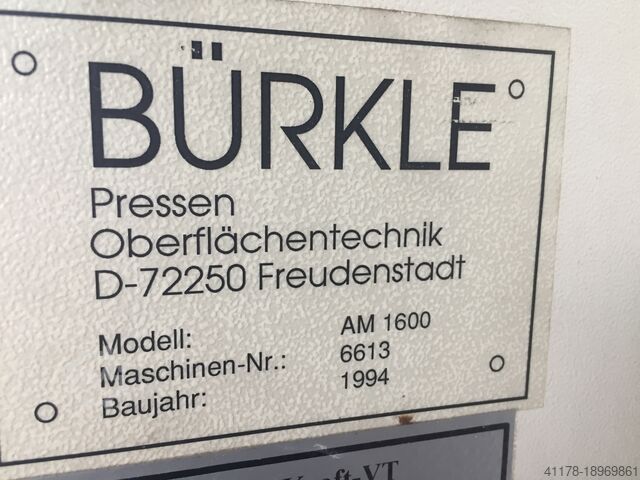 BÜRKLE
Pressen
Oberflächentechnik
D-72250 Freudenstadt
Modell: AM 1600
Maschinen-Nr.: 6613
Baujahr: 1994
41178-18969861